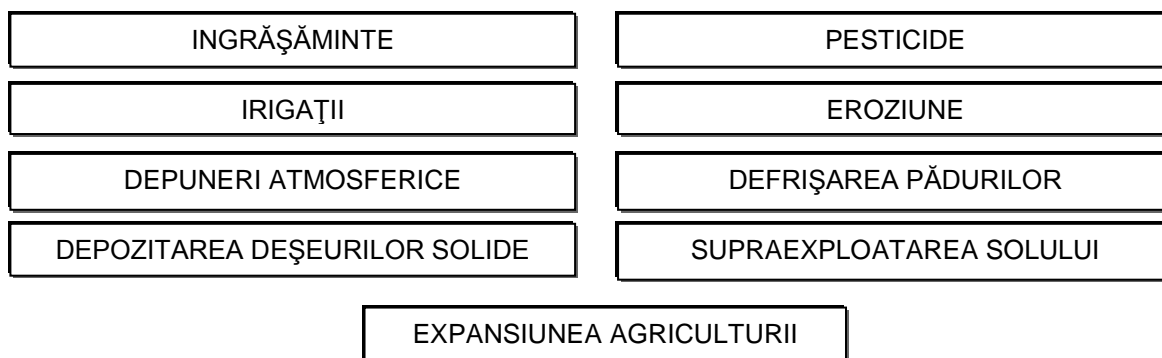 INGRĂŞĂMINTE
PESTICIDE
IRIGAŢII
EROZIUNE
DEPUNERI ATMOSFERICE
DEFRIŞAREA PĂDURILOR
DEPOZITAREA DEŞEURILOR SOLIDE
SUPRAEXPLOATAREA SOLULUI
EXPANSIUNEA AGRICULTURII